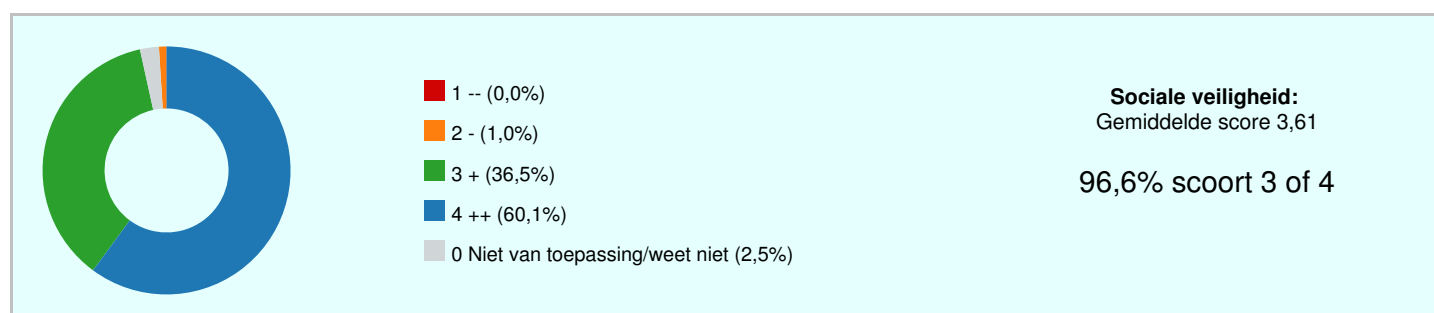 1 -- (0,0%)
2 - (1,0%)
3 + (36,5%)
4 ++ (60,1%)
0 Niet van toepassing/weet niet (2,5%)
Sociale veiligheid:
Gemiddelde score 3,61
96,6% scoort 3 of 4